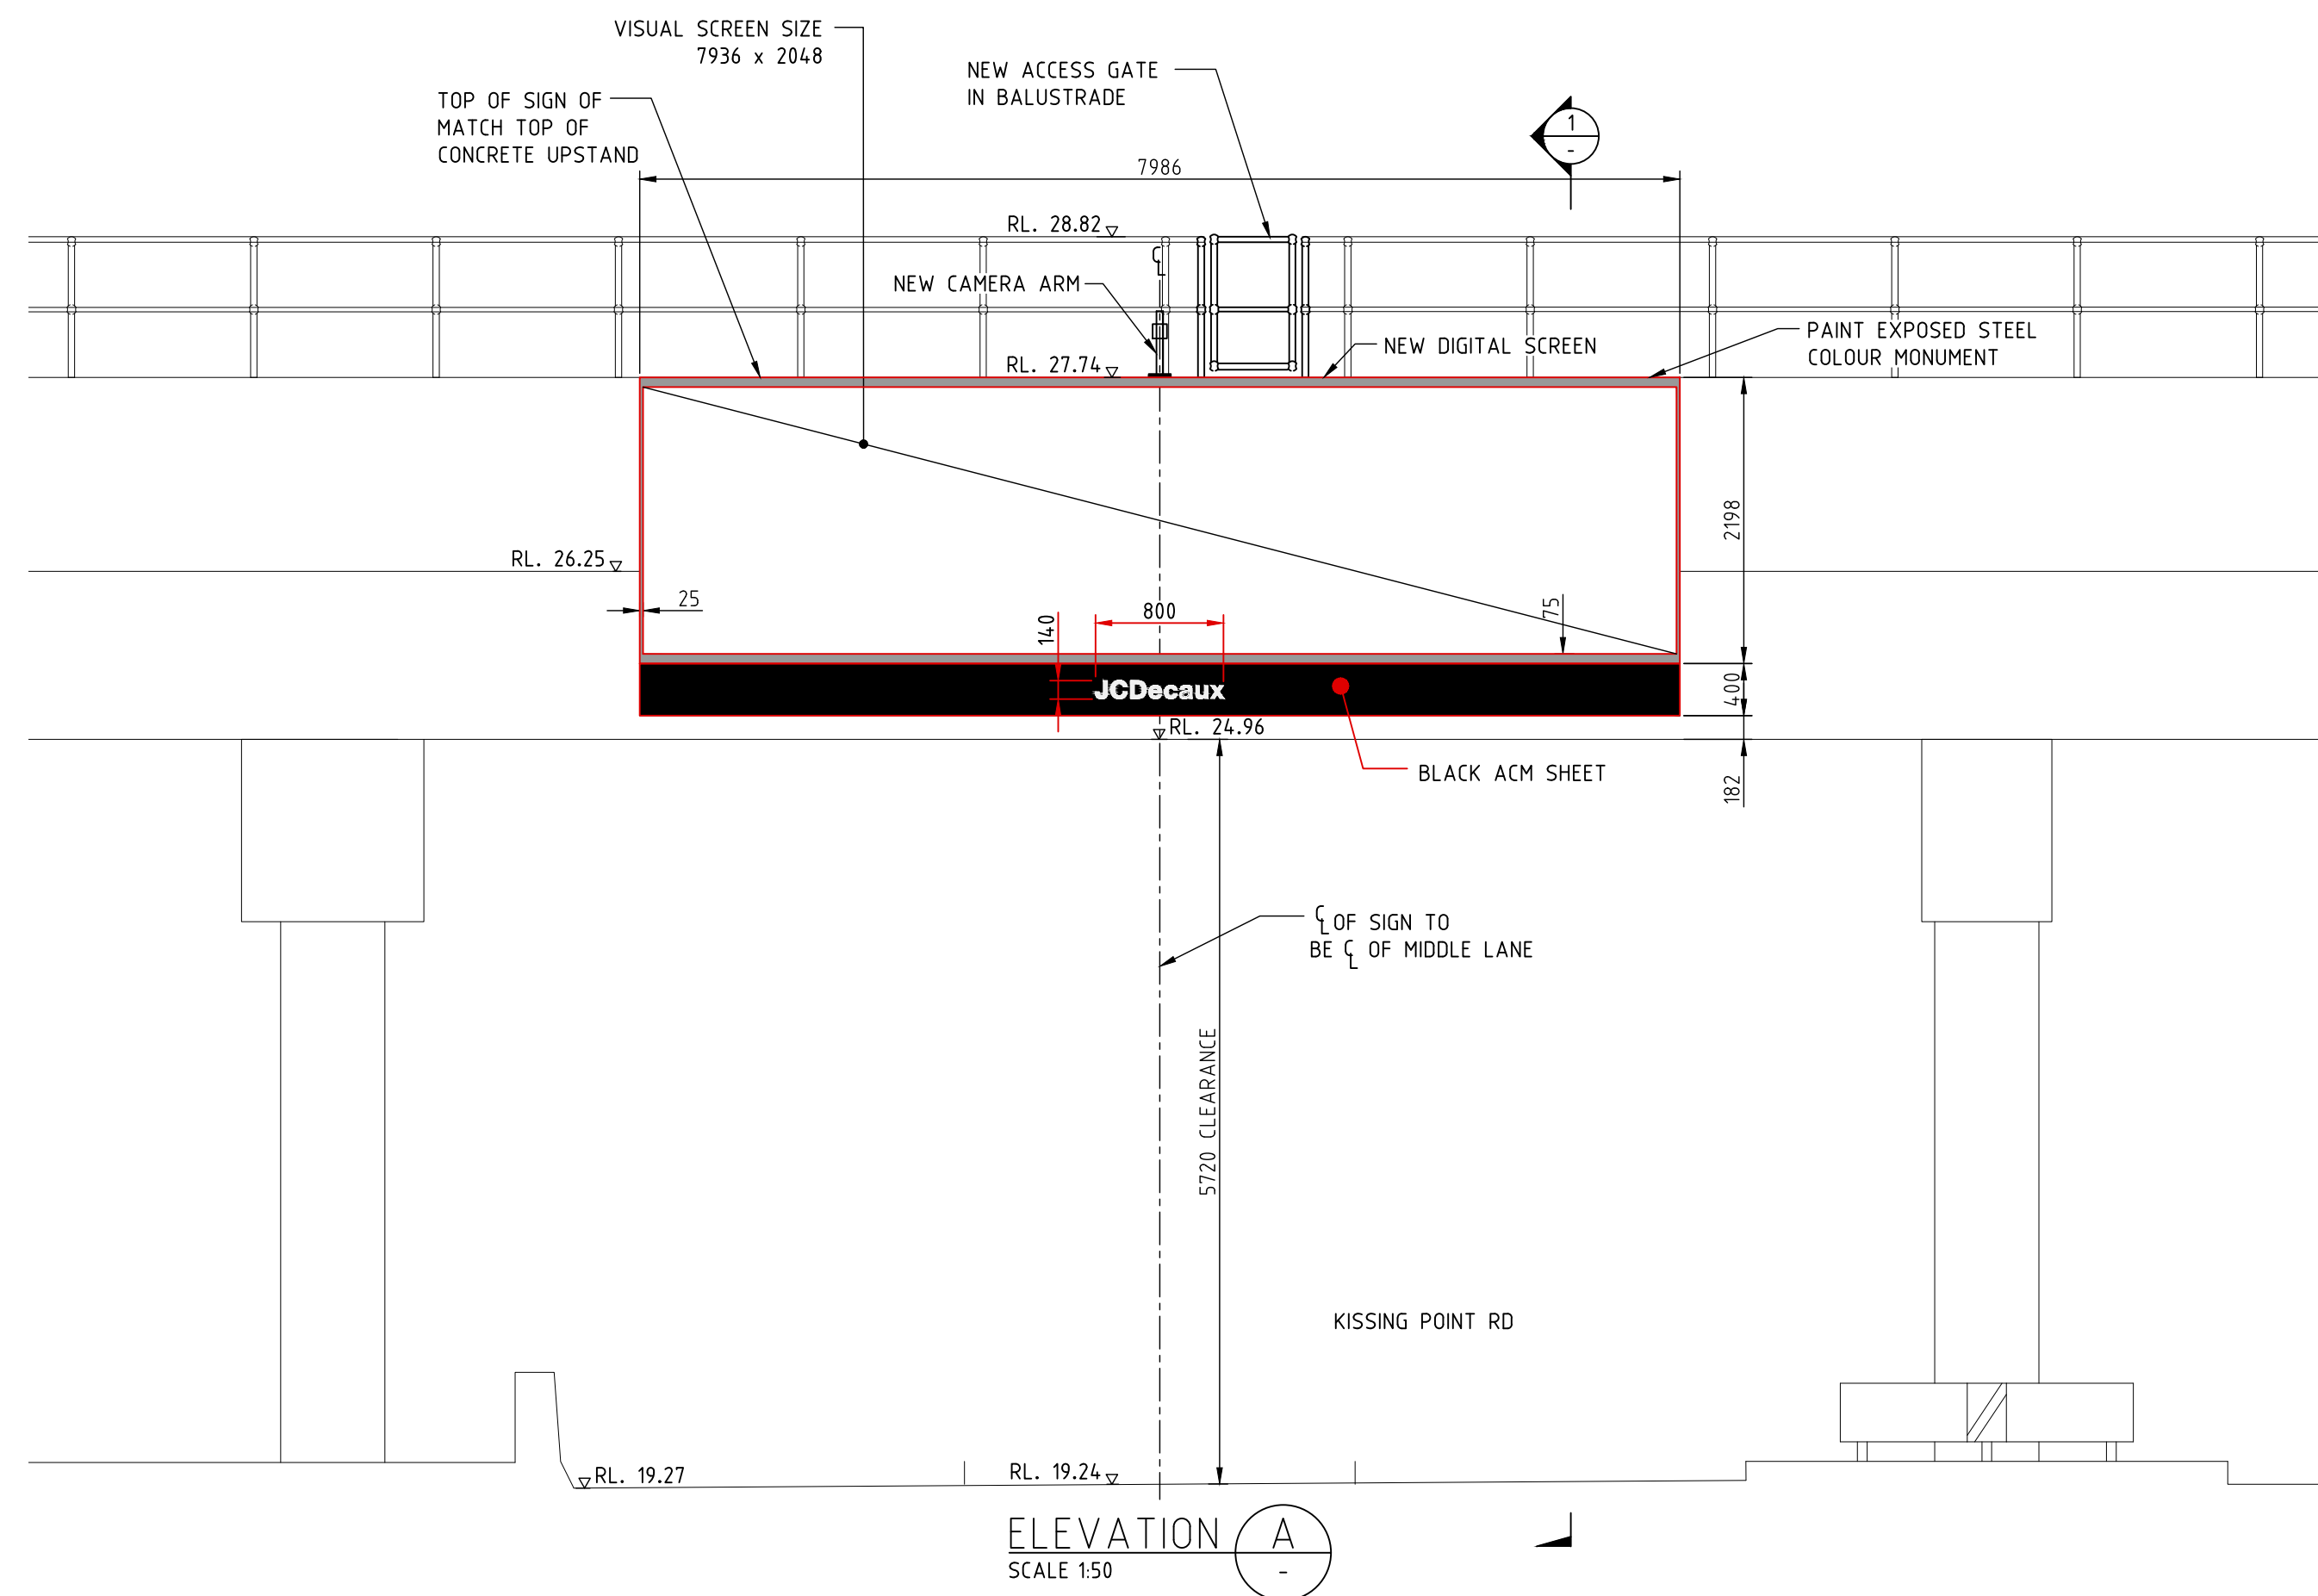 VISUAL SCREEN SIZE
7936 x 2048
NEW ACCESS GATE
IN BALUSTRADE
TOP OF SIGN OF
MATCH TOP OF
CONCRETE UPSTAND
1
-
7986
RL. 28.82
℄
NEW CAMERA ARM
PAINT EXPOSED STEEL
COLOUR MONUMENT
NEW DIGITAL SCREEN
RL. 27.74
2198
RL. 26.25
25
800
75
140
JCDecaux
400
RL. 24.96
BLACK ACM SHEET
182
℄ OF SIGN TO
BE ℄ OF MIDDLE LANE
5720 CLEARANCE
KISSING POINT RD
RL. 19.27
RL. 19.24
ELEVATION A
SCALE 1:50
-